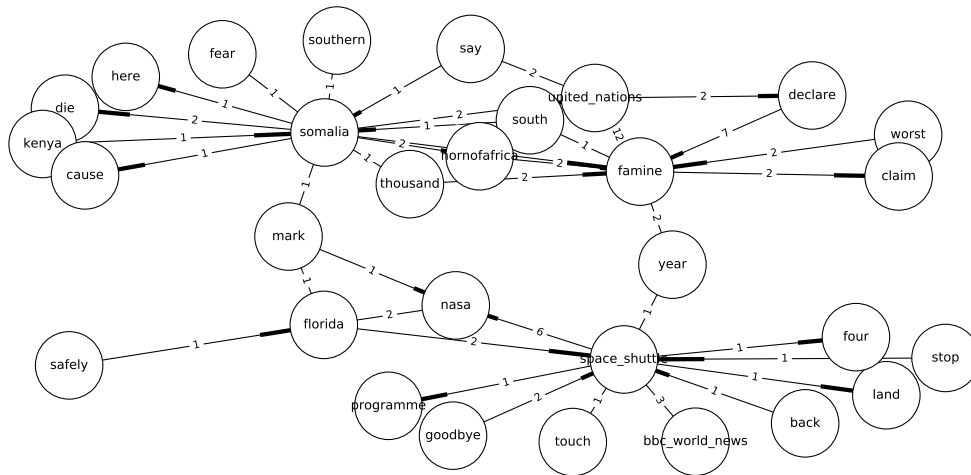 southern
say
fear
here
2
united_nations
2
declare
1
1
1
die
1
2
2
1
south
12
7
worst
kenya
1
somalia
1
2
cause
1
1
2
hornofafrica
famine
2
claim
thousand
2
2
1
mark
2
year
1
1
nasa
2
1
florida
6
2
four
safely
1
space_shuttle
1
1
stop
1
1
land
programme
2
1
3
1
back
goodbye
touch
bbc_world_news